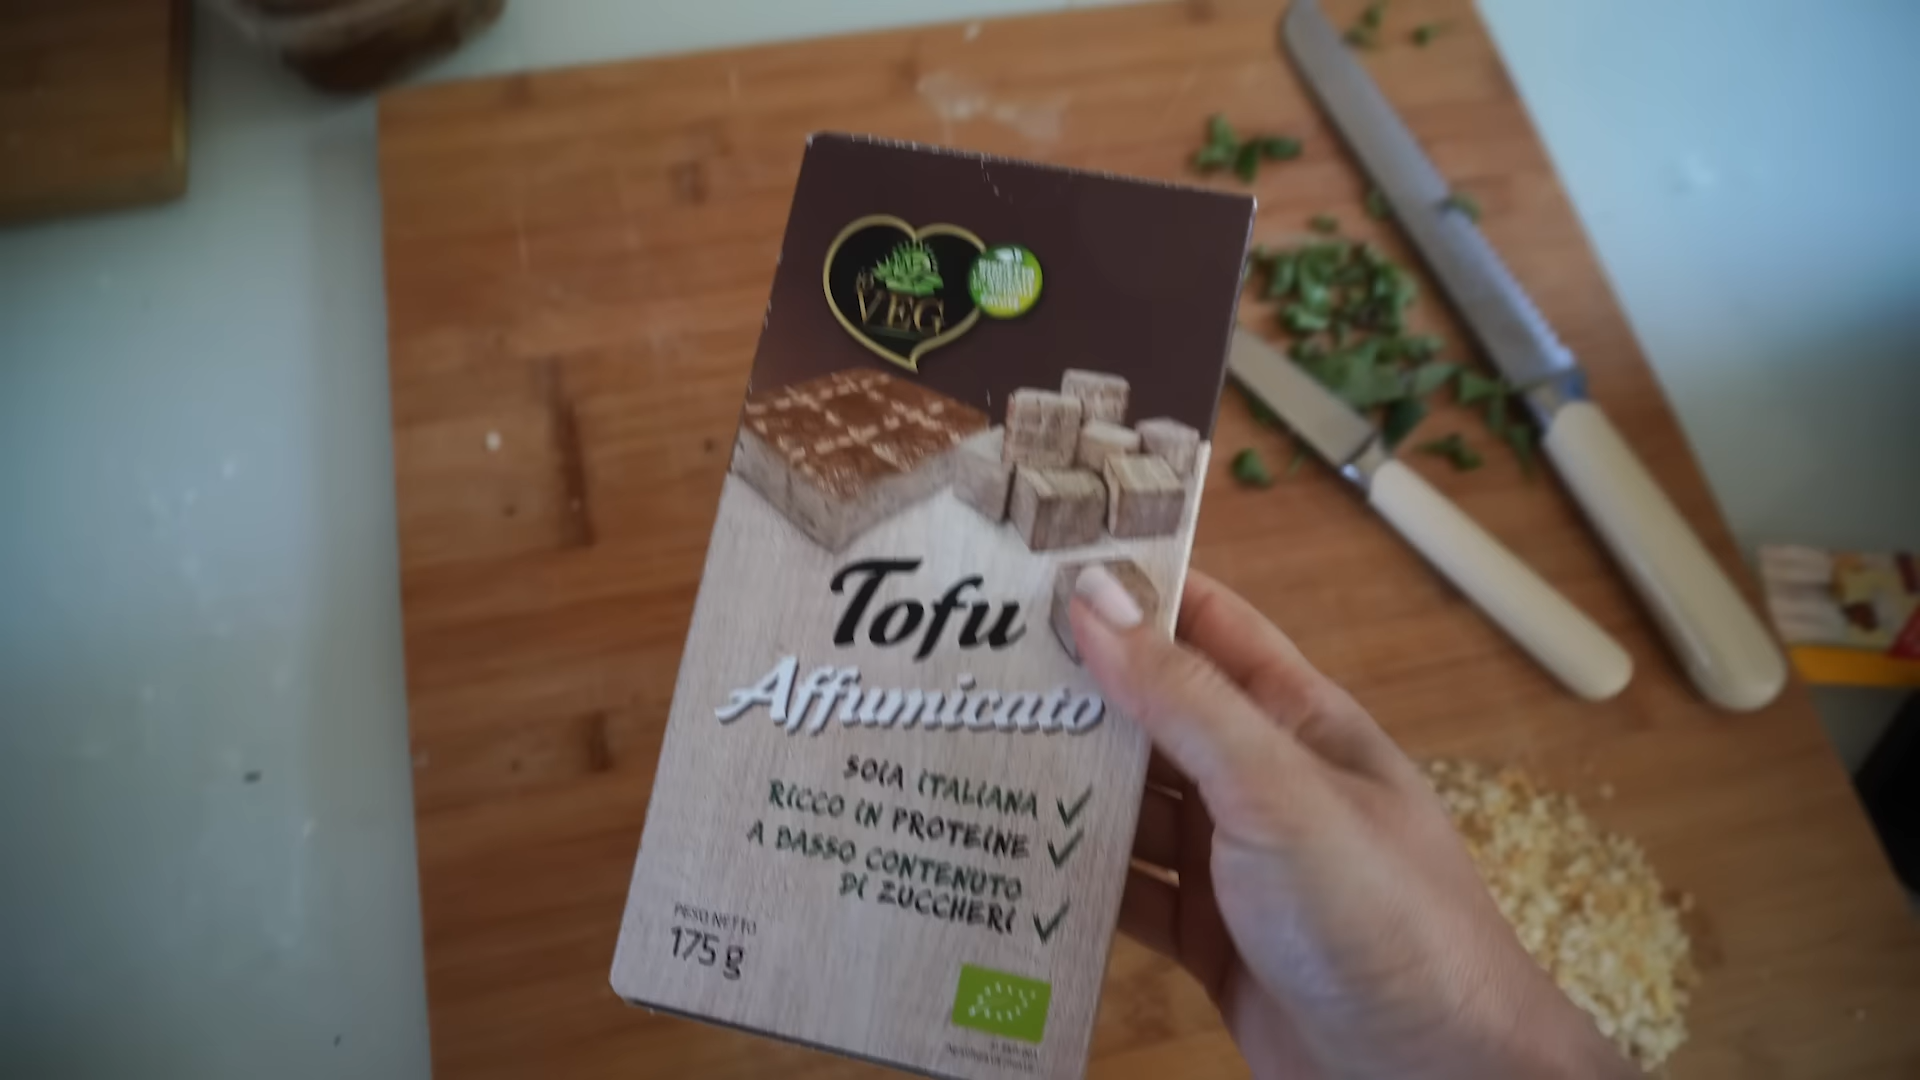 VEG
Tofu
Affumicato
SOIA ITALIANA
RICCO IN PROTEINE
A BASSO CONTENUTO
DI ZUCCHERI
PESO NETTO
175 g